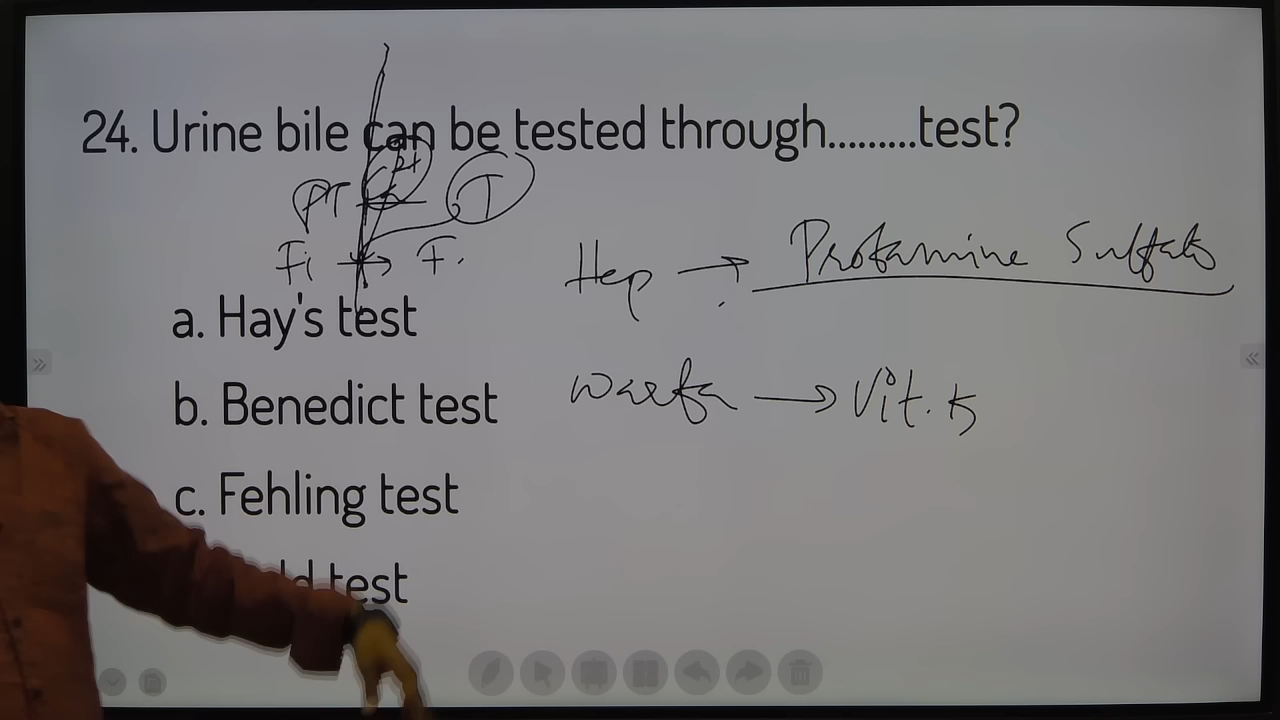 24. Urine bile can be tested through.........test?
PT Ca2+ T
Fi → F.
Hep → Protamine Sulfate
a. Hay's test
warfa → Vit. K
b. Benedict test
c. Fehling test
test